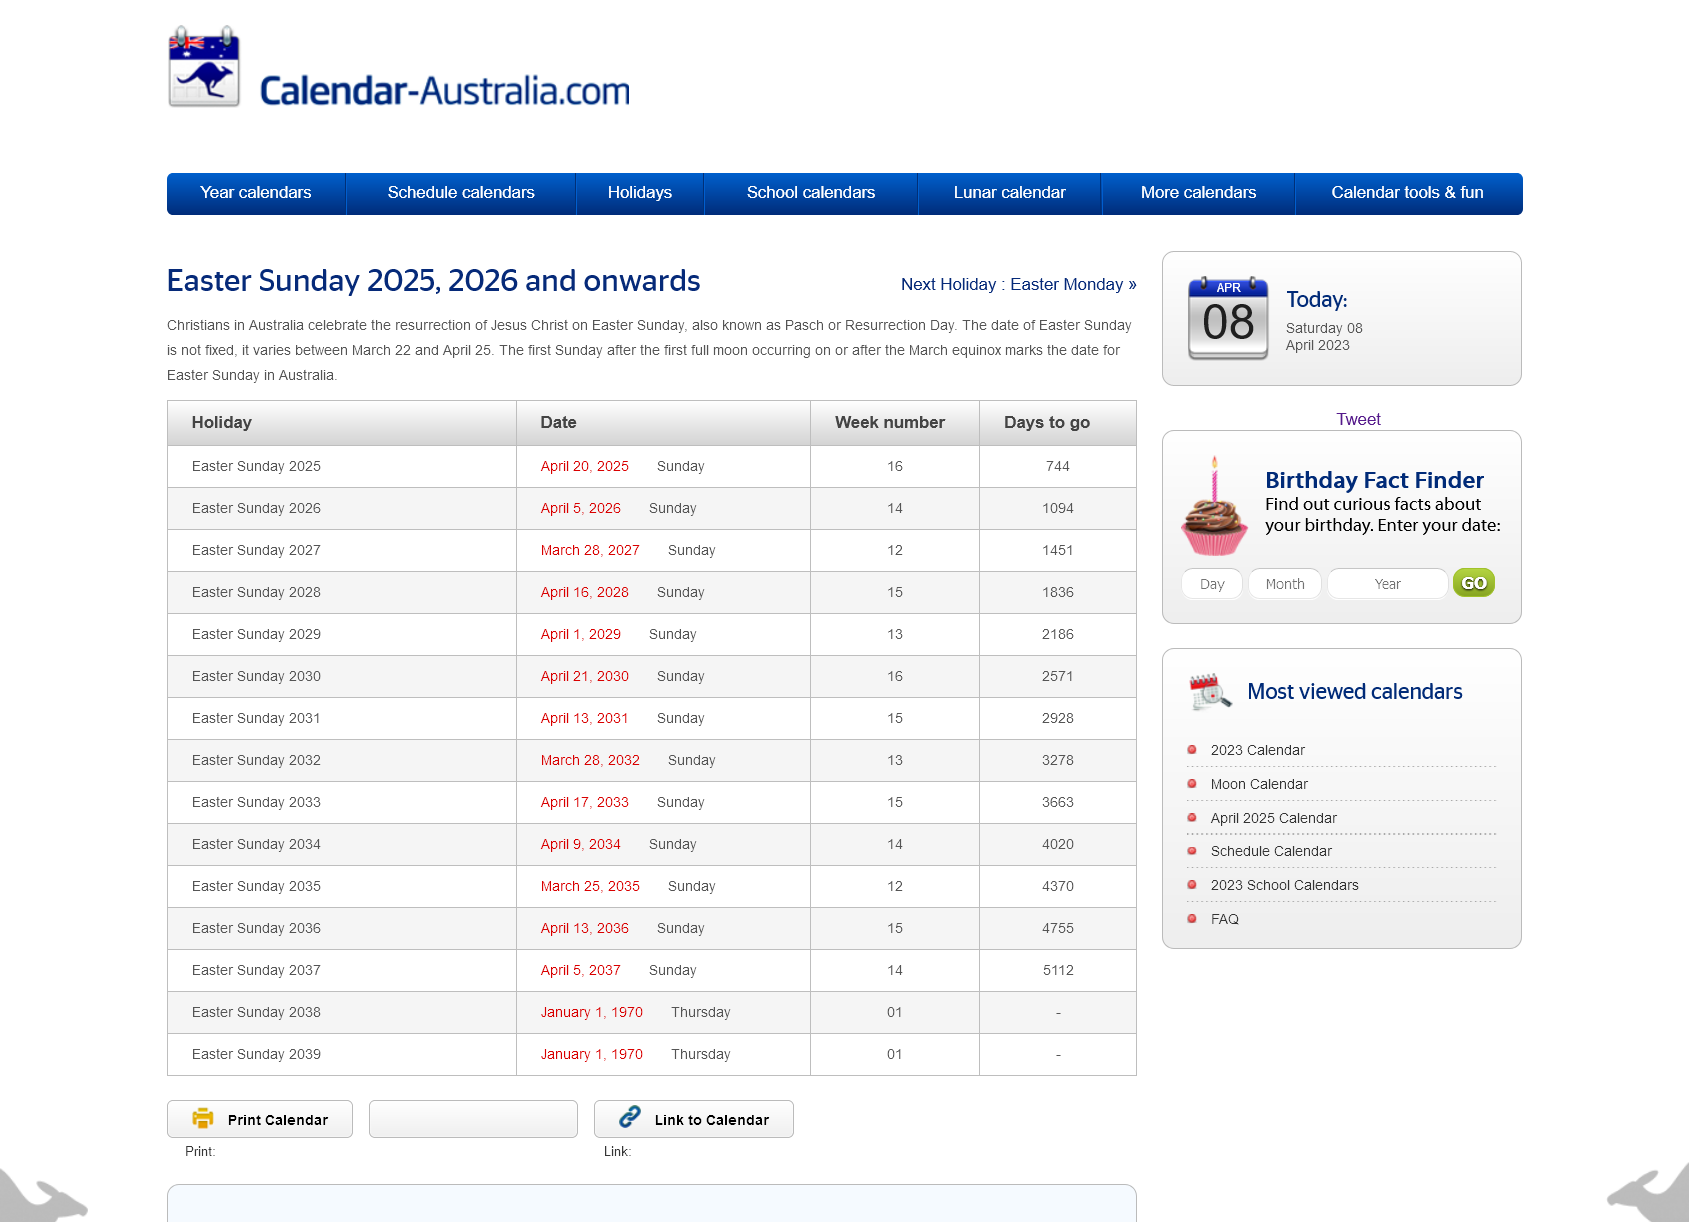 Calendar-Australia.com
Year calendars Schedule calendars Holidays School calendars Lunar calendar More calendars Calendar tools & fun
Easter Sunday 2025, 2026 and onwards
Next Holiday : Easter Monday »
Christians in Australia celebrate the resurrection of Jesus Christ on Easter Sunday, also known as Pasch or Resurrection Day. The date of Easter Sunday
is not fixed, it varies between March 22 and April 25. The first Sunday after the first full moon occurring on or after the March equinox marks the date for
Easter Sunday in Australia.
Holiday Date Week number Days to go
Easter Sunday 2025 April 20, 2025 Sunday 16 744
Easter Sunday 2026 April 5, 2026 Sunday 14 1094
Easter Sunday 2027 March 28, 2027 Sunday 12 1451
Easter Sunday 2028 April 16, 2028 Sunday 15 1836
Easter Sunday 2029 April 1, 2029 Sunday 13 2186
Easter Sunday 2030 April 21, 2030 Sunday 16 2571
Easter Sunday 2031 April 13, 2031 Sunday 15 2928
Easter Sunday 2032 March 28, 2032 Sunday 13 3278
Easter Sunday 2033 April 17, 2033 Sunday 15 3663
Easter Sunday 2034 April 9, 2034 Sunday 14 4020
Easter Sunday 2035 March 25, 2035 Sunday 12 4370
Easter Sunday 2036 April 13, 2036 Sunday 15 4755
Easter Sunday 2037 April 5, 2037 Sunday 14 5112
Easter Sunday 2038 January 1, 1970 Thursday 01 -
Easter Sunday 2039 January 1, 1970 Thursday 01 -
Print Calendar
Link to Calendar
Print:
Link:
APR
08
Today:
Saturday 08
April 2023
Tweet
Birthday Fact Finder
Find out curious facts about
your birthday. Enter your date:
Day Month Year GO
Most viewed calendars
2023 Calendar
Moon Calendar
April 2025 Calendar
Schedule Calendar
2023 School Calendars
FAQ